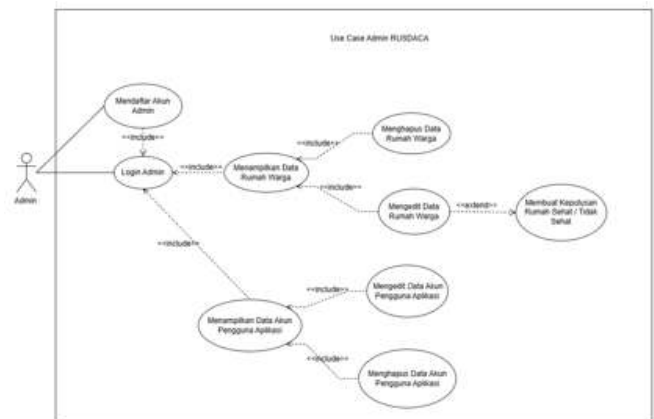 Use Case Admin RUSDACA
Mendaftar Akun
Admin
<<include>>
Login Admin
Admin
<<include>>
Menampilkan Data
Rumah Warga
<<include>>
Menghapus Data
Rumah Warga
<<include>>
Mengedit Data
Rumah Warga
<<extend>>
Membuat Keputusan
Rumah Sehat / Tidak
Sehat
<<include>>
Menampilkan Data Akun
Pengguna Aplikasi
<<include>>
Mengedit Data Akun
Pengguna Aplikasi
<<include>>
Menghapus Data Akun
Pengguna Aplikasi